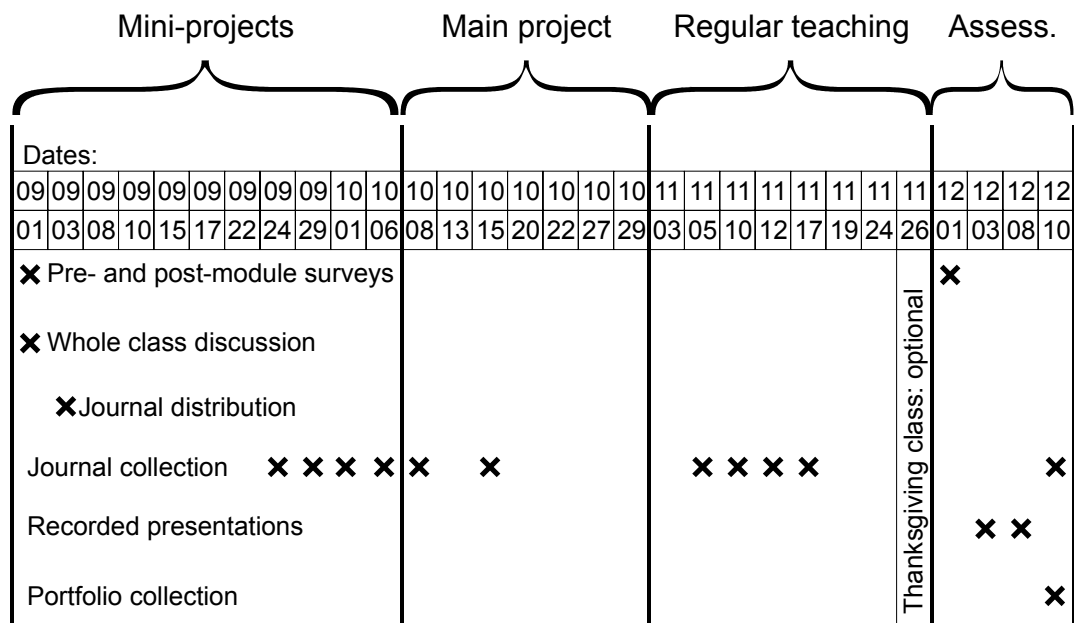 Mini-projects Main project Regular teaching Assess.
Dates:
09 09 09 09 09 09 09 09 09 10 10 10 10 10 10 10 10 10 11 11 11 11 11 11 11 11 12 12 12 12
01 03 08 10 15 17 22 24 29 01 06 08 13 15 20 22 27 29 03 05 10 12 17 19 24 26 01 03 08 10
Pre- and post-module surveys
Whole class discussion
Journal distribution
Journal collection
Recorded presentations
Portfolio collection
Thanksgiving class: optional